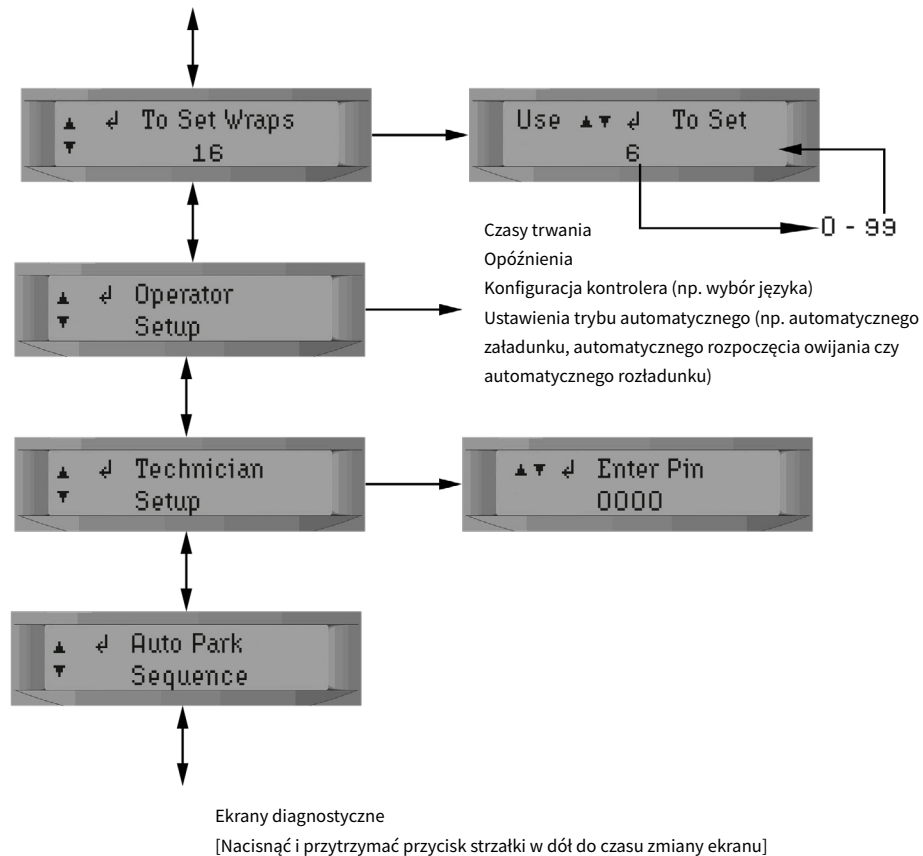 ▲ ↲ To Set Wraps
▼ 16
Use ▲▼ ↲ To Set
6
0 - 99
Czasy trwania
Opóźnienia
Konfiguracja kontrolera (np. wybór języka)
Ustawienia trybu automatycznego (np. automatycznego
załadunku, automatycznego rozpoczęcia owijania czy
automatycznego rozładunku)
▲ ↲ Operator
▼ Setup
▲ ↲ Technician
▼ Setup
▲▼ ↲ Enter Pin
0000
▲ ↲ Auto Park
▼ Sequence
Ekrany diagnostyczne
[Nacisnąć i przytrzymać przycisk strzałki w dół do czasu zmiany ekranu]